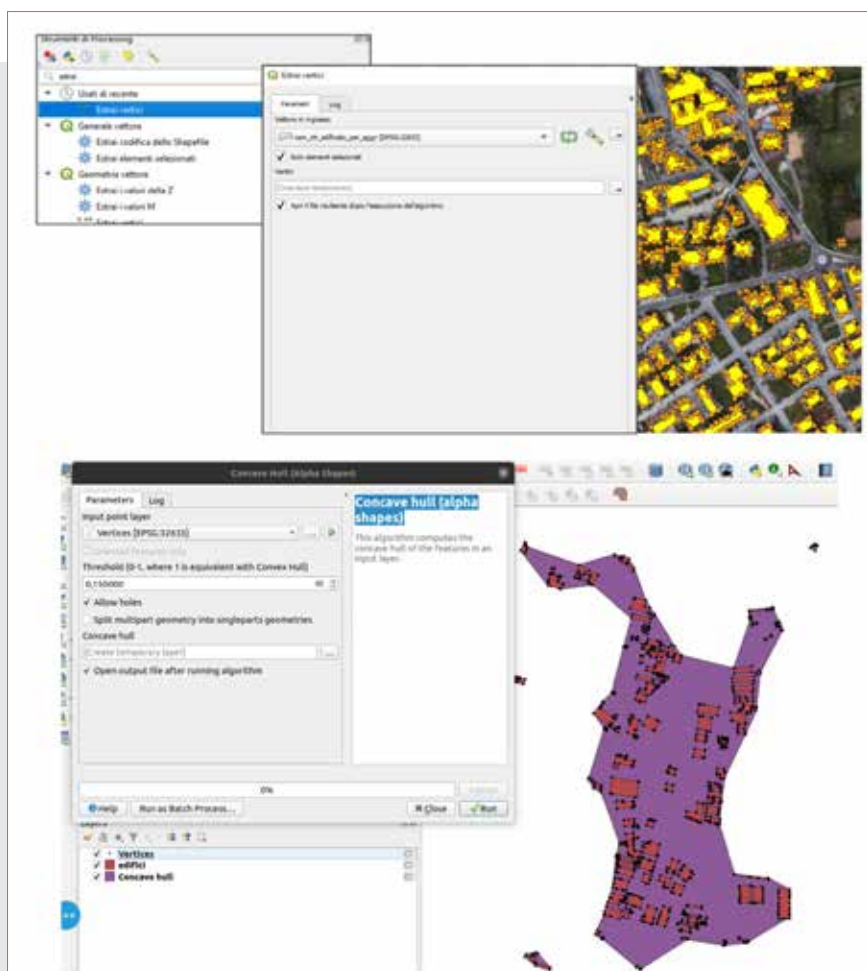 Strumenti di Processing
Usati di recente
Estrai vertici
Generale vettore
Estrai codifica dello Shapefile
Estrai elementi selezionati
Geometria vettore
Estrai i valori della Z
Estrai i valori M
Estrai vertici
Estrai vertici
Parametri Log
Vettore in ingresso
Solo elementi selezionati
Vertici
Apri il file risultante dopo l'esecuzione dell'algoritmo
Concave Hull (Alpha Shapes)
Parameters Log
Input point layer
Vertices [EPSG:32633]
Selected features only
Threshold (0-1, where 1 is equivalent with Convex Hull)
0,150000
Allow holes
Split multipart geometry into singleparts geometries
Concave hull
[Create temporary layer]
Open output file after running algorithm
Concave hull (alpha
shapes)
This algorithm computes the
concave hull of the features in an
input layer.
0%
Help Run as Batch Process... Close Run
Layers
Vertices
edifici
Concave hull